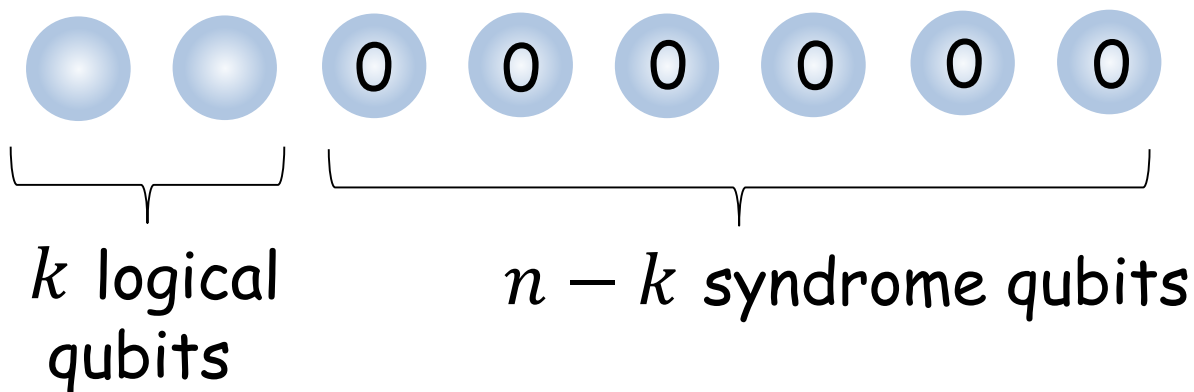 0 0 0 0 0 0
k logical
qubits
n − k syndrome qubits